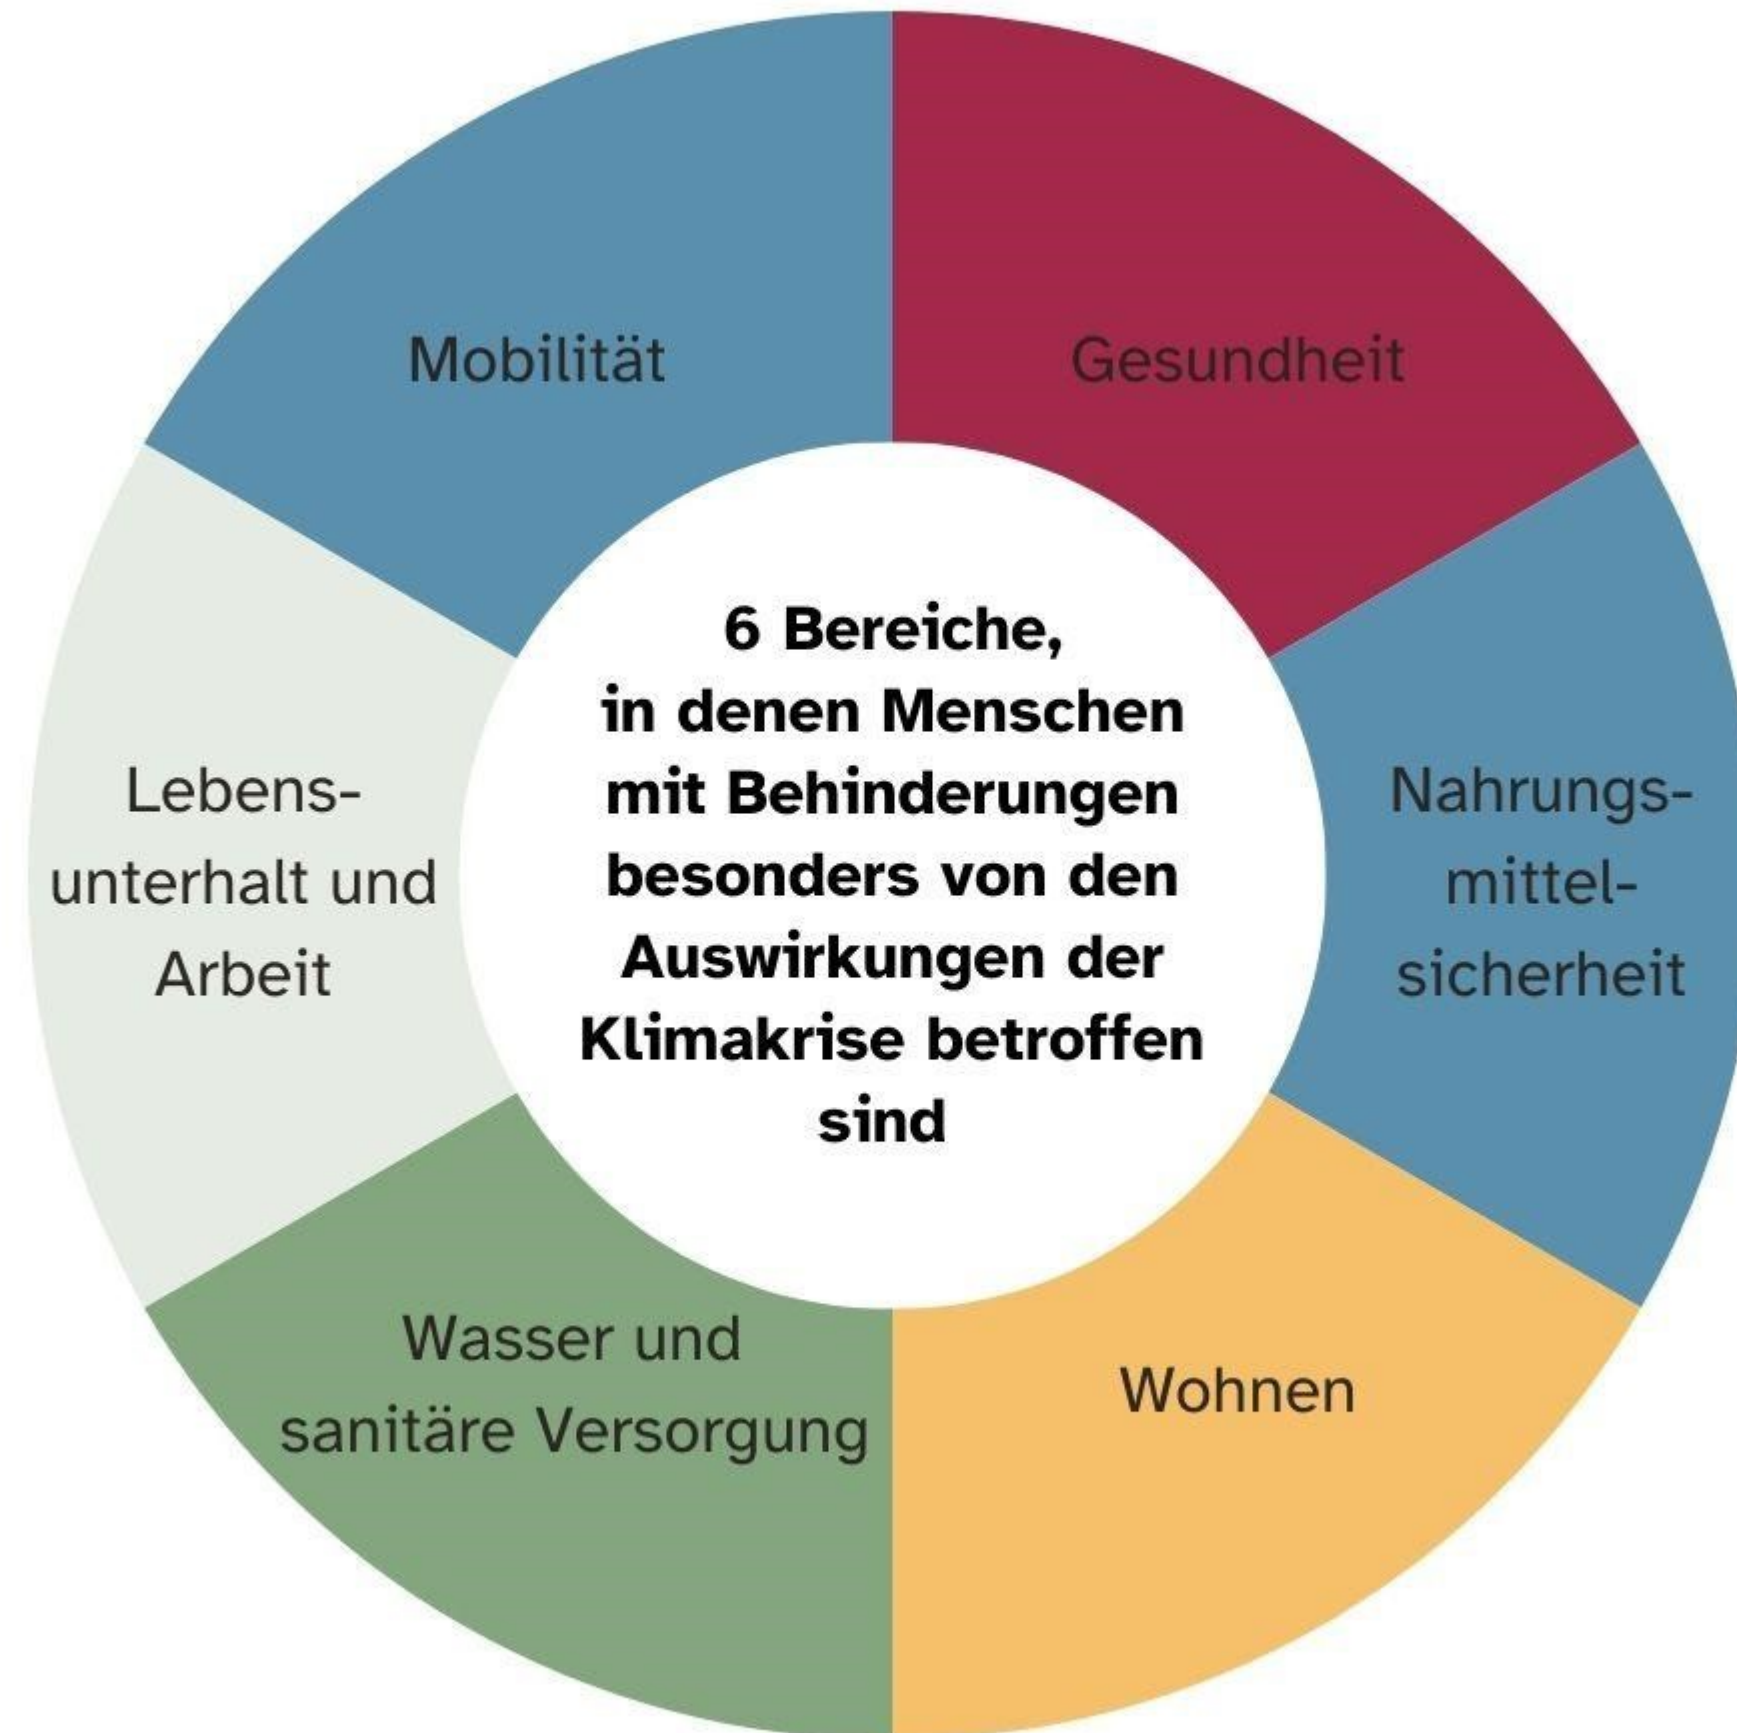 Mobilität
Gesundheit
6 Bereiche,
in denen Menschen
mit Behinderungen
besonders von den
Auswirkungen der
Klimakrise betroffen
sind
Nahrungs-
mittel-
sicherheit
Wohnen
Wasser und
sanitäre Versorgung
Lebens-
unterhalt und
Arbeit